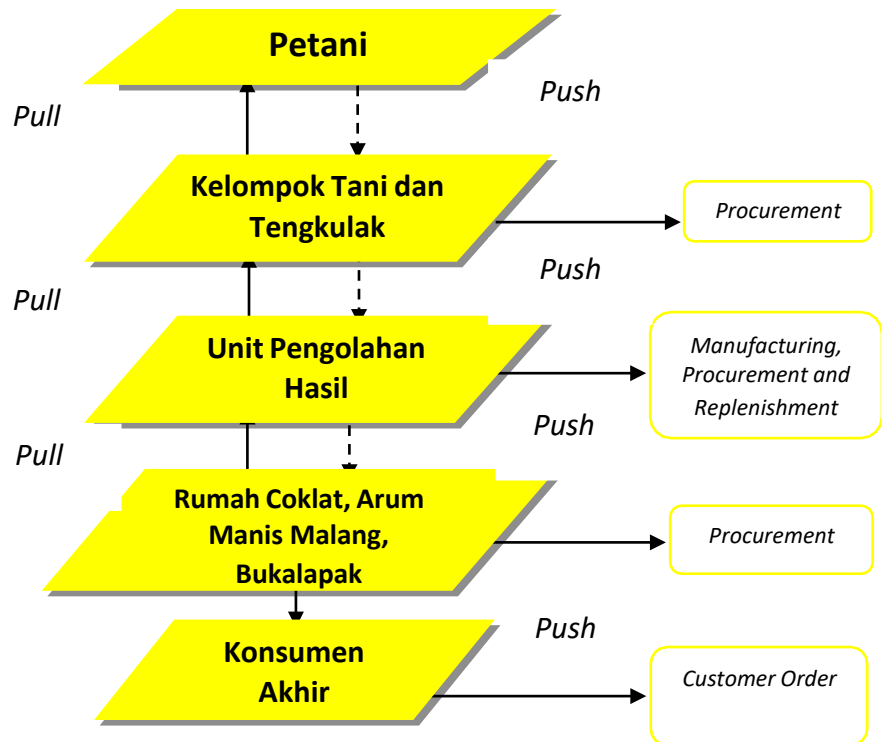 Petani
Pull
Push
Kelompok Tani dan
Tengkulak
Procurement
Pull
Push
Unit Pengolahan
Hasil
Manufacturing,
Procurement and
Replenishment
Pull
Push
Rumah Coklat, Arum
Manis Malang,
Bukalapak
Procurement
Push
Konsumen
Akhir
Customer Order